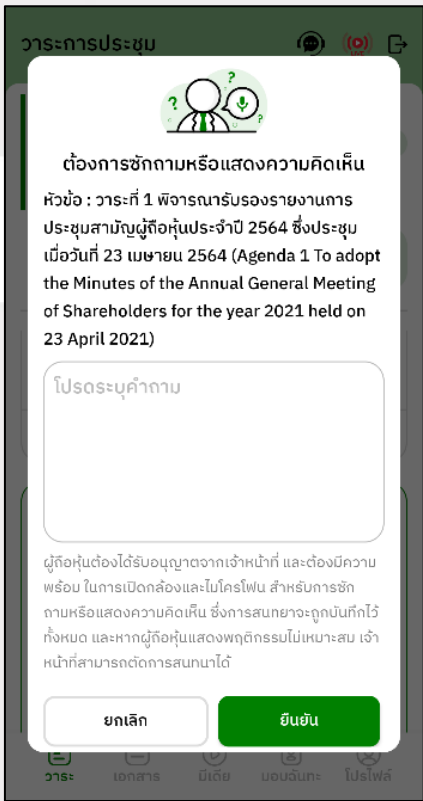 วาระการประชุม
LIVE
? ?
?
ต้องการซักถามหรือแสดงความคิดเห็น
หัวข้อ : วาระที่ 1 พิจารณารับรองรายงานการ
ประชุมสามัญผู้ถือหุ้นประจำปี 2564 ซึ่งประชุม
เมื่อวันที่ 23 เมษายน 2564 (Agenda 1 To adopt
the Minutes of the Annual General Meeting
of Shareholders for the year 2021 held on
23 April 2021)
โปรดระบุคำถาม
ผู้ถือหุ้นต้องได้รับอนุญาตจากเจ้าหน้าที่ และต้องมีความ
พร้อม ในการเปิดกล้องและไมโครโฟน สำหรับการซัก
ถามหรือแสดงความคิดเห็น ซึ่งการสนทยาจะถูกบันทึกไว้
ทั้งหมด และหากผู้ถือหุ้นแสดงพฤติกรรมไม่เหมาะสม เจ้า
หน้าที่สามารถตัดการสนทนาได้
ยกเลิก ยืนยัน
วาระ เอกสาร มีเดีย มอบฉันทะ โปรไฟล์